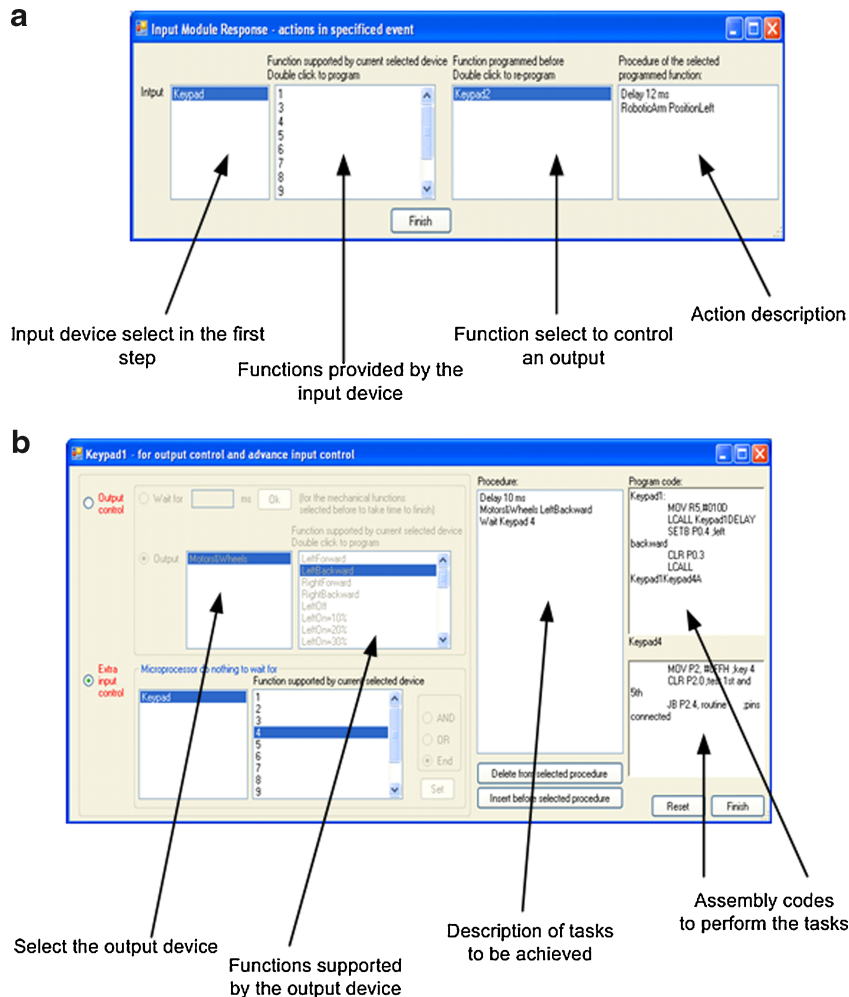 a
Input Module Response - actions in specificed event
Function supported by current selected device
Double click to program
Function programmed before
Double click to re-program
Procedure of the selected
programmed function:
Intput
Keypad
1
3
4
5
6
7
8
9
Keypad2
Delay 12 ms
RoboticArm PositionLeft
Finish
Input device select in the first
step
Functions provided by the
input device
Function select to control
an output
Action description
b
Keypad1 - for output control and advance input control
Output
control
Wait for
ms
Ok
(for the mechanical functions
selected before to take time to finish)
Function supported by current selected device
Double click to program
Output
Motors&Wheels
LeftForward
LeftBackward
RightForward
RightBackward
LeftOff
LeftOn=10%
LeftOn=20%
LeftOn=30%
Extra
input
control
Microprocessor do nothing to wait for
Function supported by current selected device
Keypad
1
2
3
4
5
6
7
8
9
AND
OR
End
Set
Procedure:
Delay 10 ms
Motors&Wheels LeftBackward
Wait Keypad 4
Delete from selected procedure
Insert before selected procedure
Program code:
Keypad1:
MOV R5,#010D
LCALL Keypad1DELAY
SETB P0.4 ;left
backward
CLR P0.3
LCALL
Keypad1Keypad4A
Keypad4
MOV P2, #0FFH ;key 4
CLR P2.0 ;test 1st and
5th
JB P2.4, routine ;pins
connected
Reset
Finish
Select the output device
Functions supported
by the output device
Description of tasks
to be achieved
Assembly codes
to perform the tasks